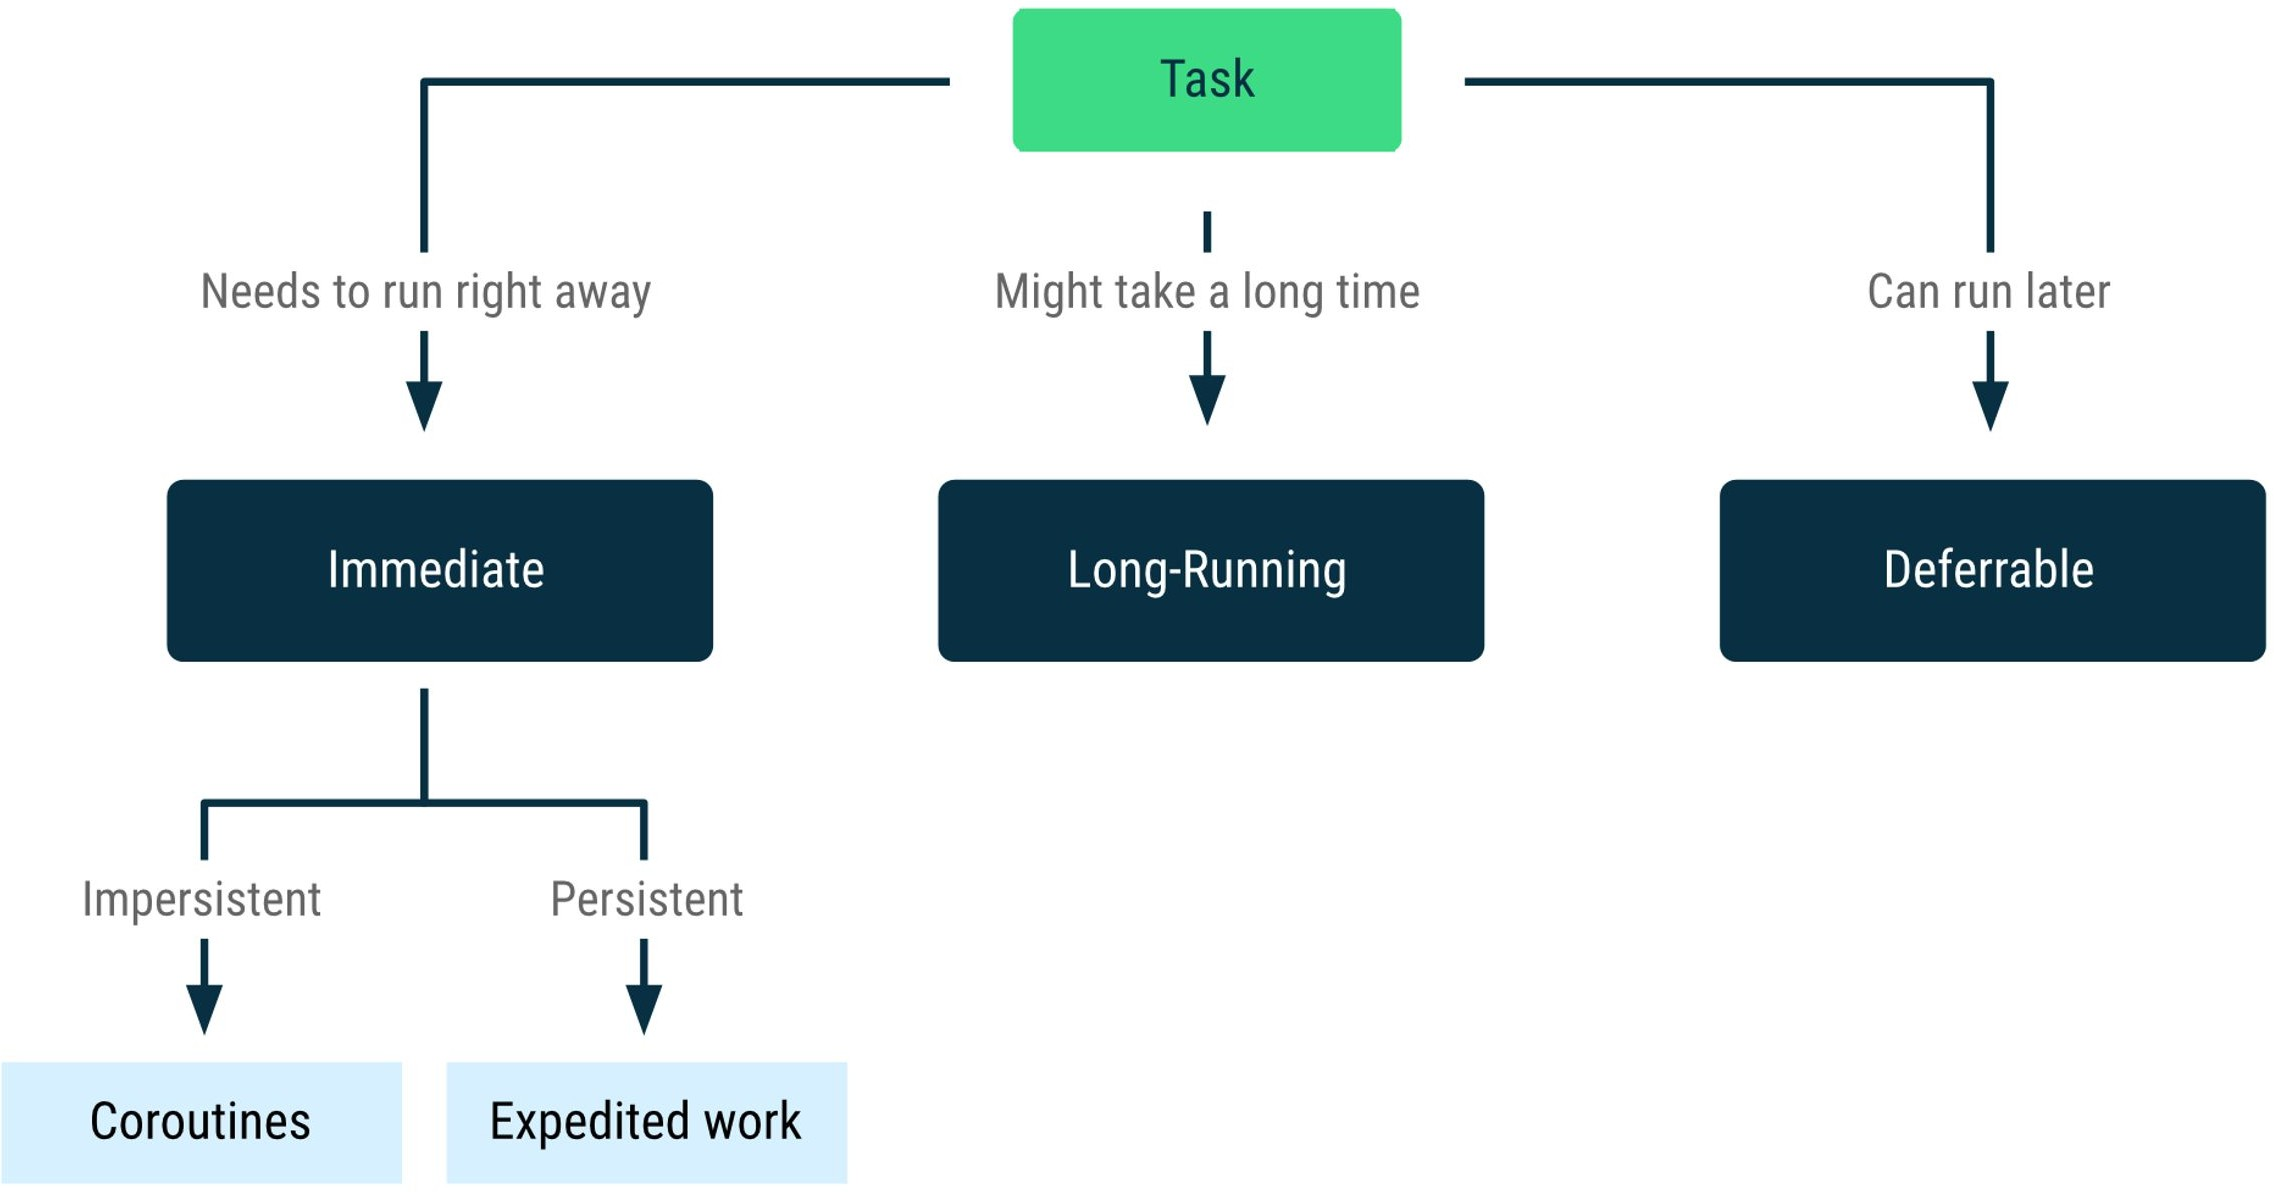 Task
Needs to run right away
Might take a long time
Can run later
Immediate
Long-Running
Deferrable
Impersistent
Persistent
Coroutines
Expedited work